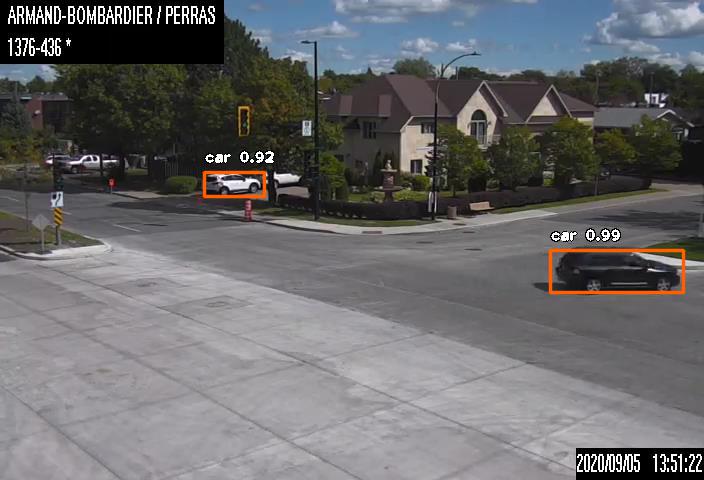 ARMAND-BOMBARDIER / PERRAS
1376-436 *
car 0.92
car 0.99
2020/09/05 13:51:22